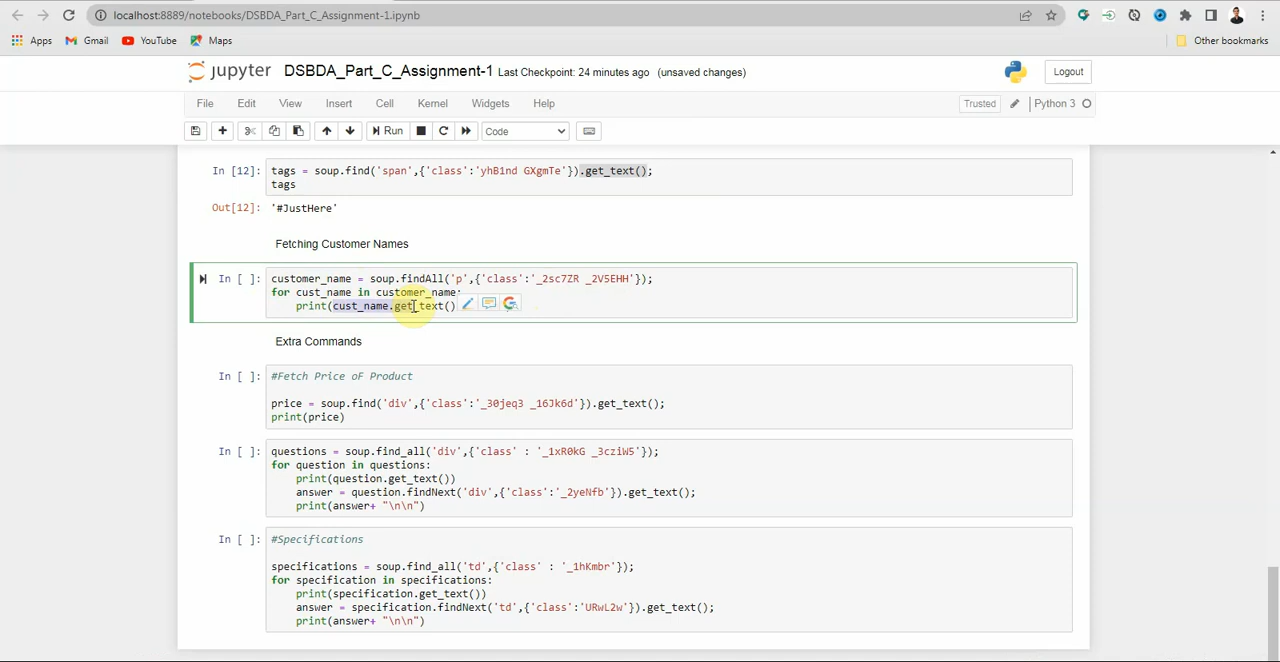 localhost:8889/notebooks/DSBDA_Part_C_Assignment-1.ipynb
Apps Gmail YouTube Maps Other bookmarks
jupyter DSBDA_Part_C_Assignment-1 Last Checkpoint: 24 minutes ago (unsaved changes) Logout
File Edit View Insert Cell Kernel Widgets Help Trusted Python 3
Run Code
In [12]: tags = soup.find('span',{'class':'yhB1nd GXgmTe'}).get_text();
tags
Out[12]: '#JustHere'
Fetching Customer Names
In [ ]: customer_name = soup.findAll('p',{'class':'_2sc7ZR _2V5EHH'});
for cust_name in customer_name:
print(cust_name.get_text()
Extra Commands
In [ ]: #Fetch Price oF Product
price = soup.find('div',{'class':'_30jeq3 _16Jk6d'}).get_text();
print(price)
In [ ]: questions = soup.find_all('div',{'class' : '_1xR0kG _3cziW5'});
for question in questions:
print(question.get_text())
answer = question.findNext('div',{'class':'_2yeNfb'}).get_text();
print(answer+ "\n\n")
In [ ]: #Specifications
specifications = soup.find_all('td',{'class' : '_1hKmbr'});
for specification in specifications:
print(specification.get_text())
answer = specification.findNext('td',{'class':'URwL2w'}).get_text();
print(answer+ "\n\n")